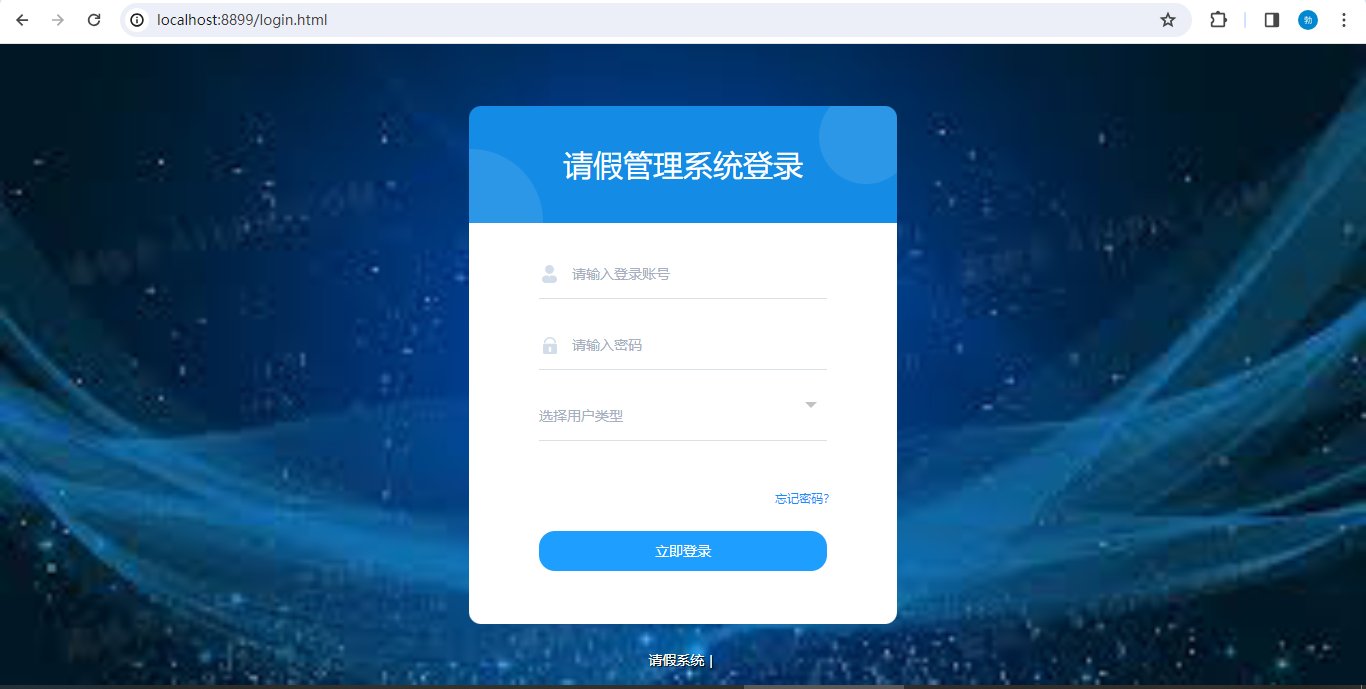 localhost:8899/login.html
勃
请假管理系统登录
请输入登录账号
请输入密码
选择用户类型
忘记密码?
立即登录
请假系统 |